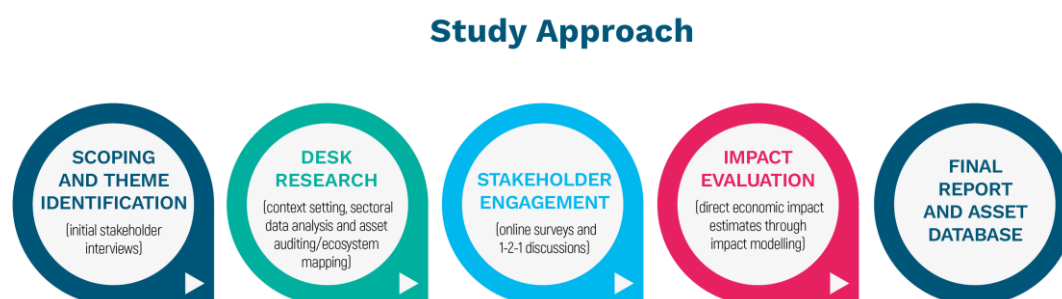 Study Approach
SCOPING
AND THEME
IDENTIFICATION
(initial stakeholder
interviews)
DESK
RESEARCH
(context setting, sectoral
data analysis and asset
auditing/ecosystem
mapping)
STAKEHOLDER
ENGAGEMENT
(online surveys and
1-2-1 discussions)
IMPACT
EVALUATION
(direct economic impact
estimates through
impact modelling)
FINAL
REPORT
AND ASSET
DATABASE